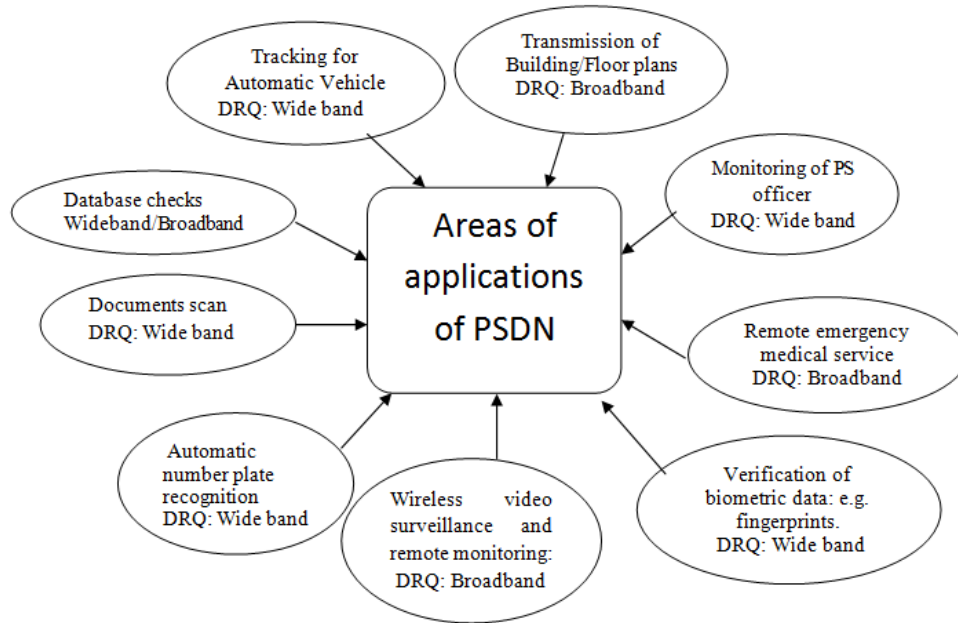 Tracking for
Automatic Vehicle
DRQ: Wide band
Transmission of
Building/Floor plans
DRQ: Broadband
Monitoring of PS
officer
DRQ: Wide band
Database checks
Wideband/Broadband
Areas of
applications
of PSDN
Documents scan
DRQ: Wide band
Remote emergency
medical service
DRQ: Broadband
Automatic
number plate
recognition
DRQ: Wide band
Wireless video
surveillance and
remote monitoring:
DRQ: Broadband
Verification of
biometric data: e.g.
fingerprints.
DRQ: Wide band